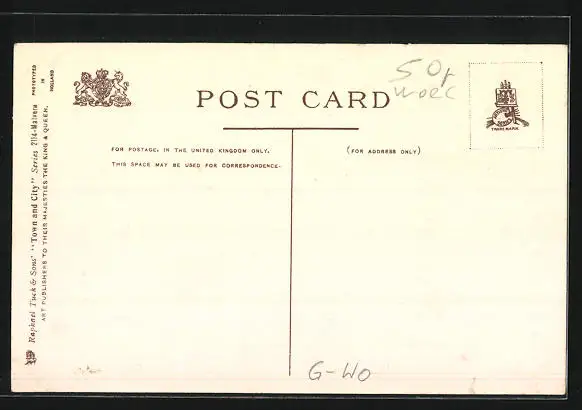 PHOTOTYPED
IN
HOLLAND
Raphael Tuck & Sons' "Town and City" Series 2114-Malvern
ART PUBLISHERS TO THEIR MAJESTIES THE KING & QUEEN.
POST CARD
50p
TRADE MARK
FOR POSTAGE, IN THE UNITED KINGDOM ONLY,
THIS SPACE MAY BE USED FOR CORRESPONDENCE.
(FOR ADDRESS ONLY)
G-WO